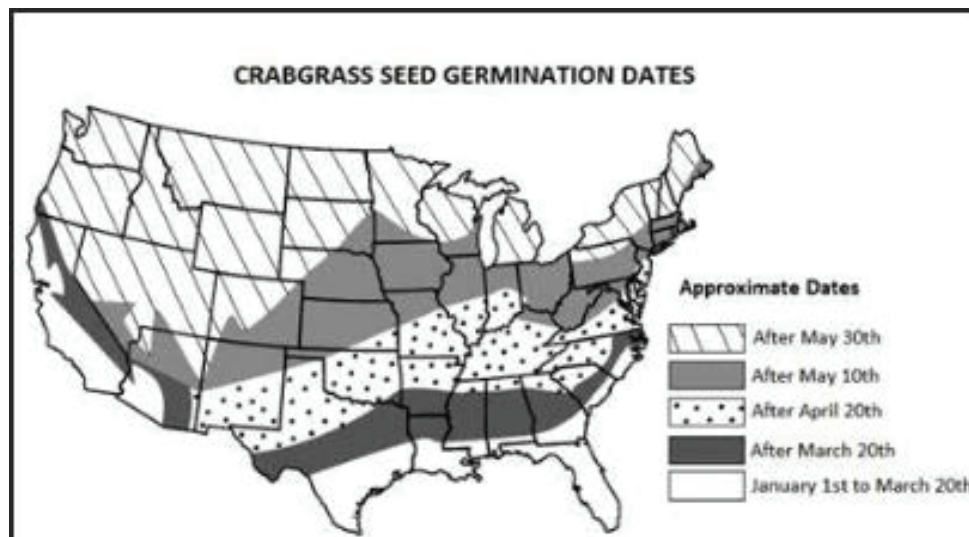 CRABGRASS SEED GERMINATION DATES
Approximate Dates
After May 30th
After May 10th
After April 20th
After March 20th
January 1st to March 20th